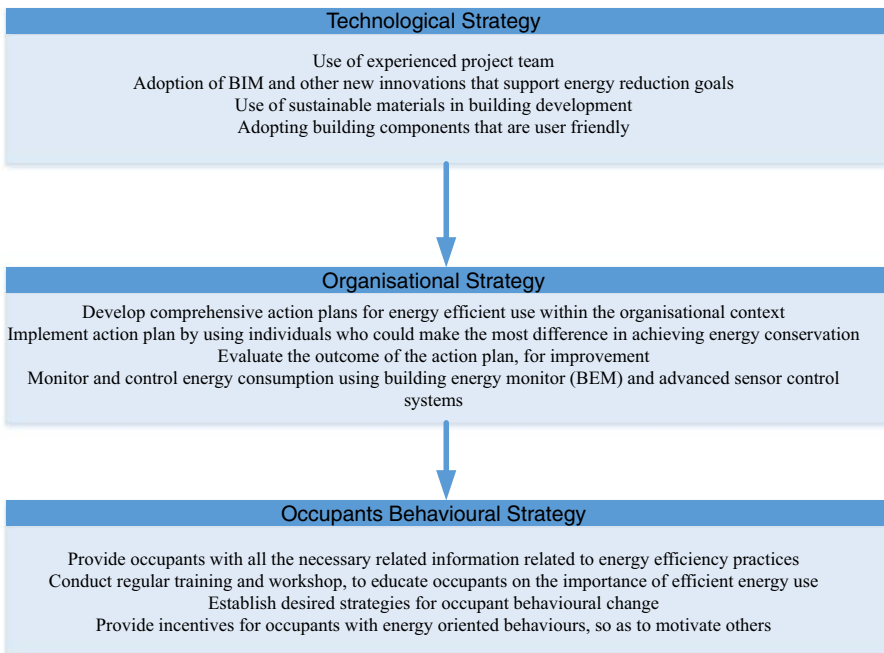 Technological Strategy
Use of experienced project team
Adoption of BIM and other new innovations that support energy reduction goals
Use of sustainable materials in building development
Adopting building components that are user friendly
Organisational Strategy
Develop comprehensive action plans for energy efficient use within the organisational context
Implement action plan by using individuals who could make the most difference in achieving energy conservation
Evaluate the outcome of the action plan, for improvement
Monitor and control energy consumption using building energy monitor (BEM) and advanced sensor control
systems
Occupants Behavioural Strategy
Provide occupants with all the necessary related information related to energy efficiency practices
Conduct regular training and workshop, to educate occupants on the importance of efficient energy use
Establish desired strategies for occupant behavioural change
Provide incentives for occupants with energy oriented behaviours, so as to motivate others